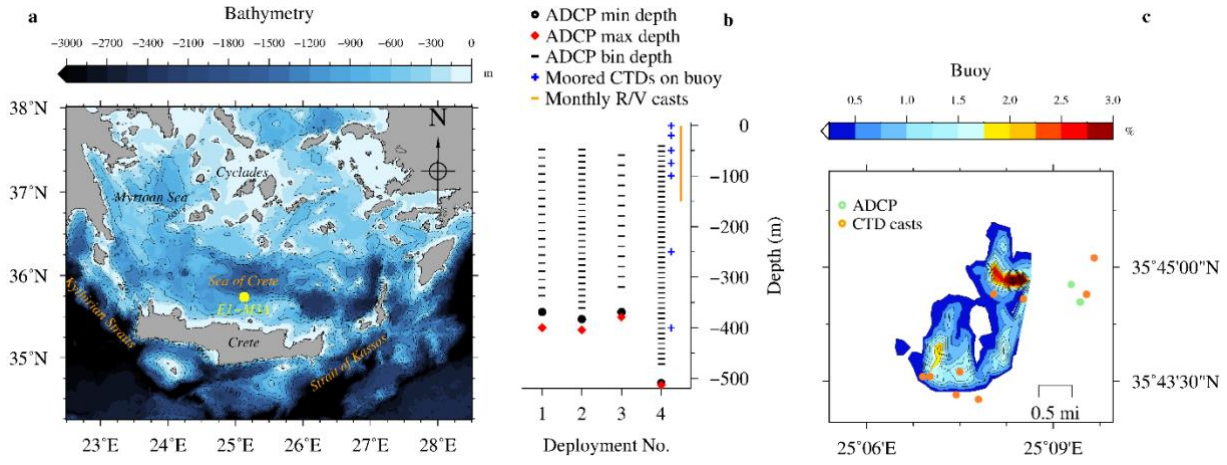 a
Bathymetry
−3000 −2700 −2400 −2100 −1800 −1500 −1200 −900 −600 −300 0
m
38°N
37°N
36°N
35°N
N
Cyclades
Myrtoan Sea
Sea of Crete
E1-M3A
Crete
Strait of Kassos
23°E 24°E 25°E 26°E 27°E 28°E
b
ADCP min depth
ADCP max depth
ADCP bin depth
Moored CTDs on buoy
Monthly R/V casts
0
−100
−200
−300
−400
−500
Depth (m)
1 2 3 4
Deployment No.
c
Buoy
0.5 1.0 1.5 2.0 2.5 3.0
%
ADCP
CTD casts
35°45'00"N
35°43'30"N
0.5 mi
25°06'E 25°09'E